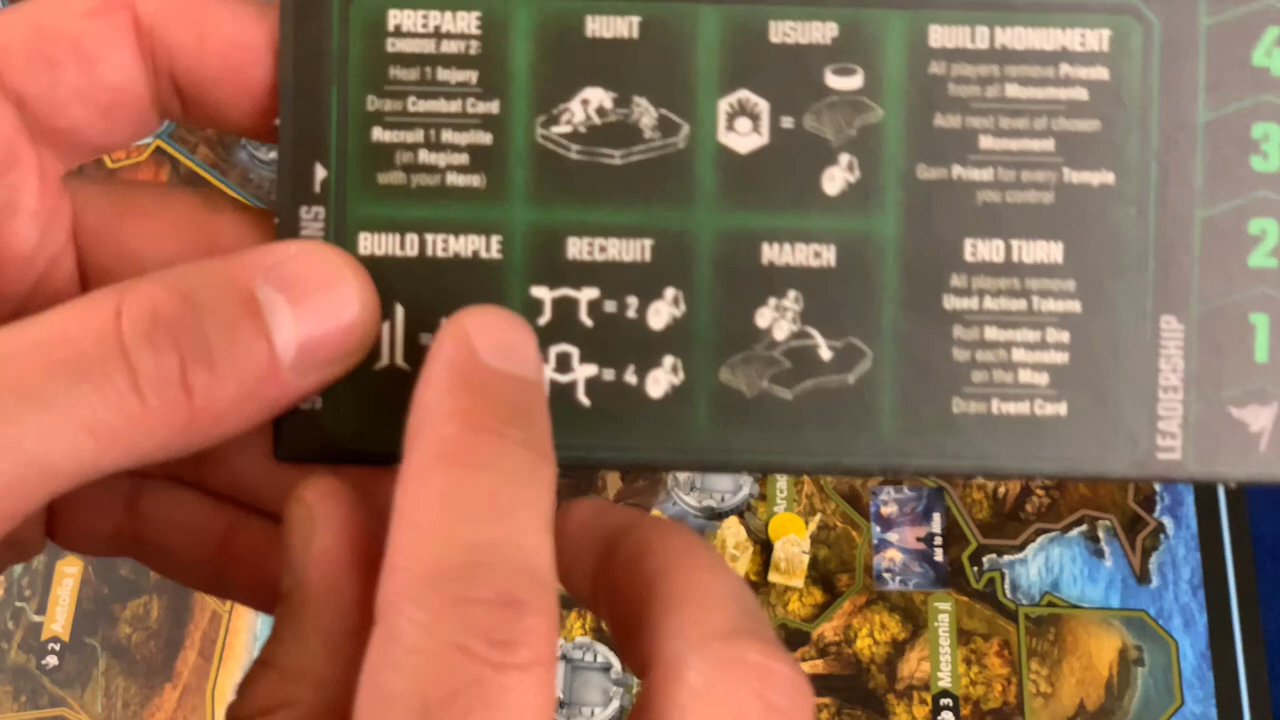 PREPARE
CHOOSE ANY 2:
Heal 1 Injury
Draw Combat Card
Recruit 1 Hoplite
(in Region
with your Hero)
HUNT
USURP
=
BUILD MONUMENT
All players remove Priests
from all Monuments
Add next level of chosen
Monument
Gain Priest for every Temple
you control
BUILD TEMPLE
=
RECRUIT
= 2
= 4
MARCH
END TURN
All players remove
Used Action Tokens
Roll Monster Die
for each Monster
on the Map
Draw Event Card
LEADERSHIP
4
3
2
1
Arcad
2 Aetolia
3 Messenia